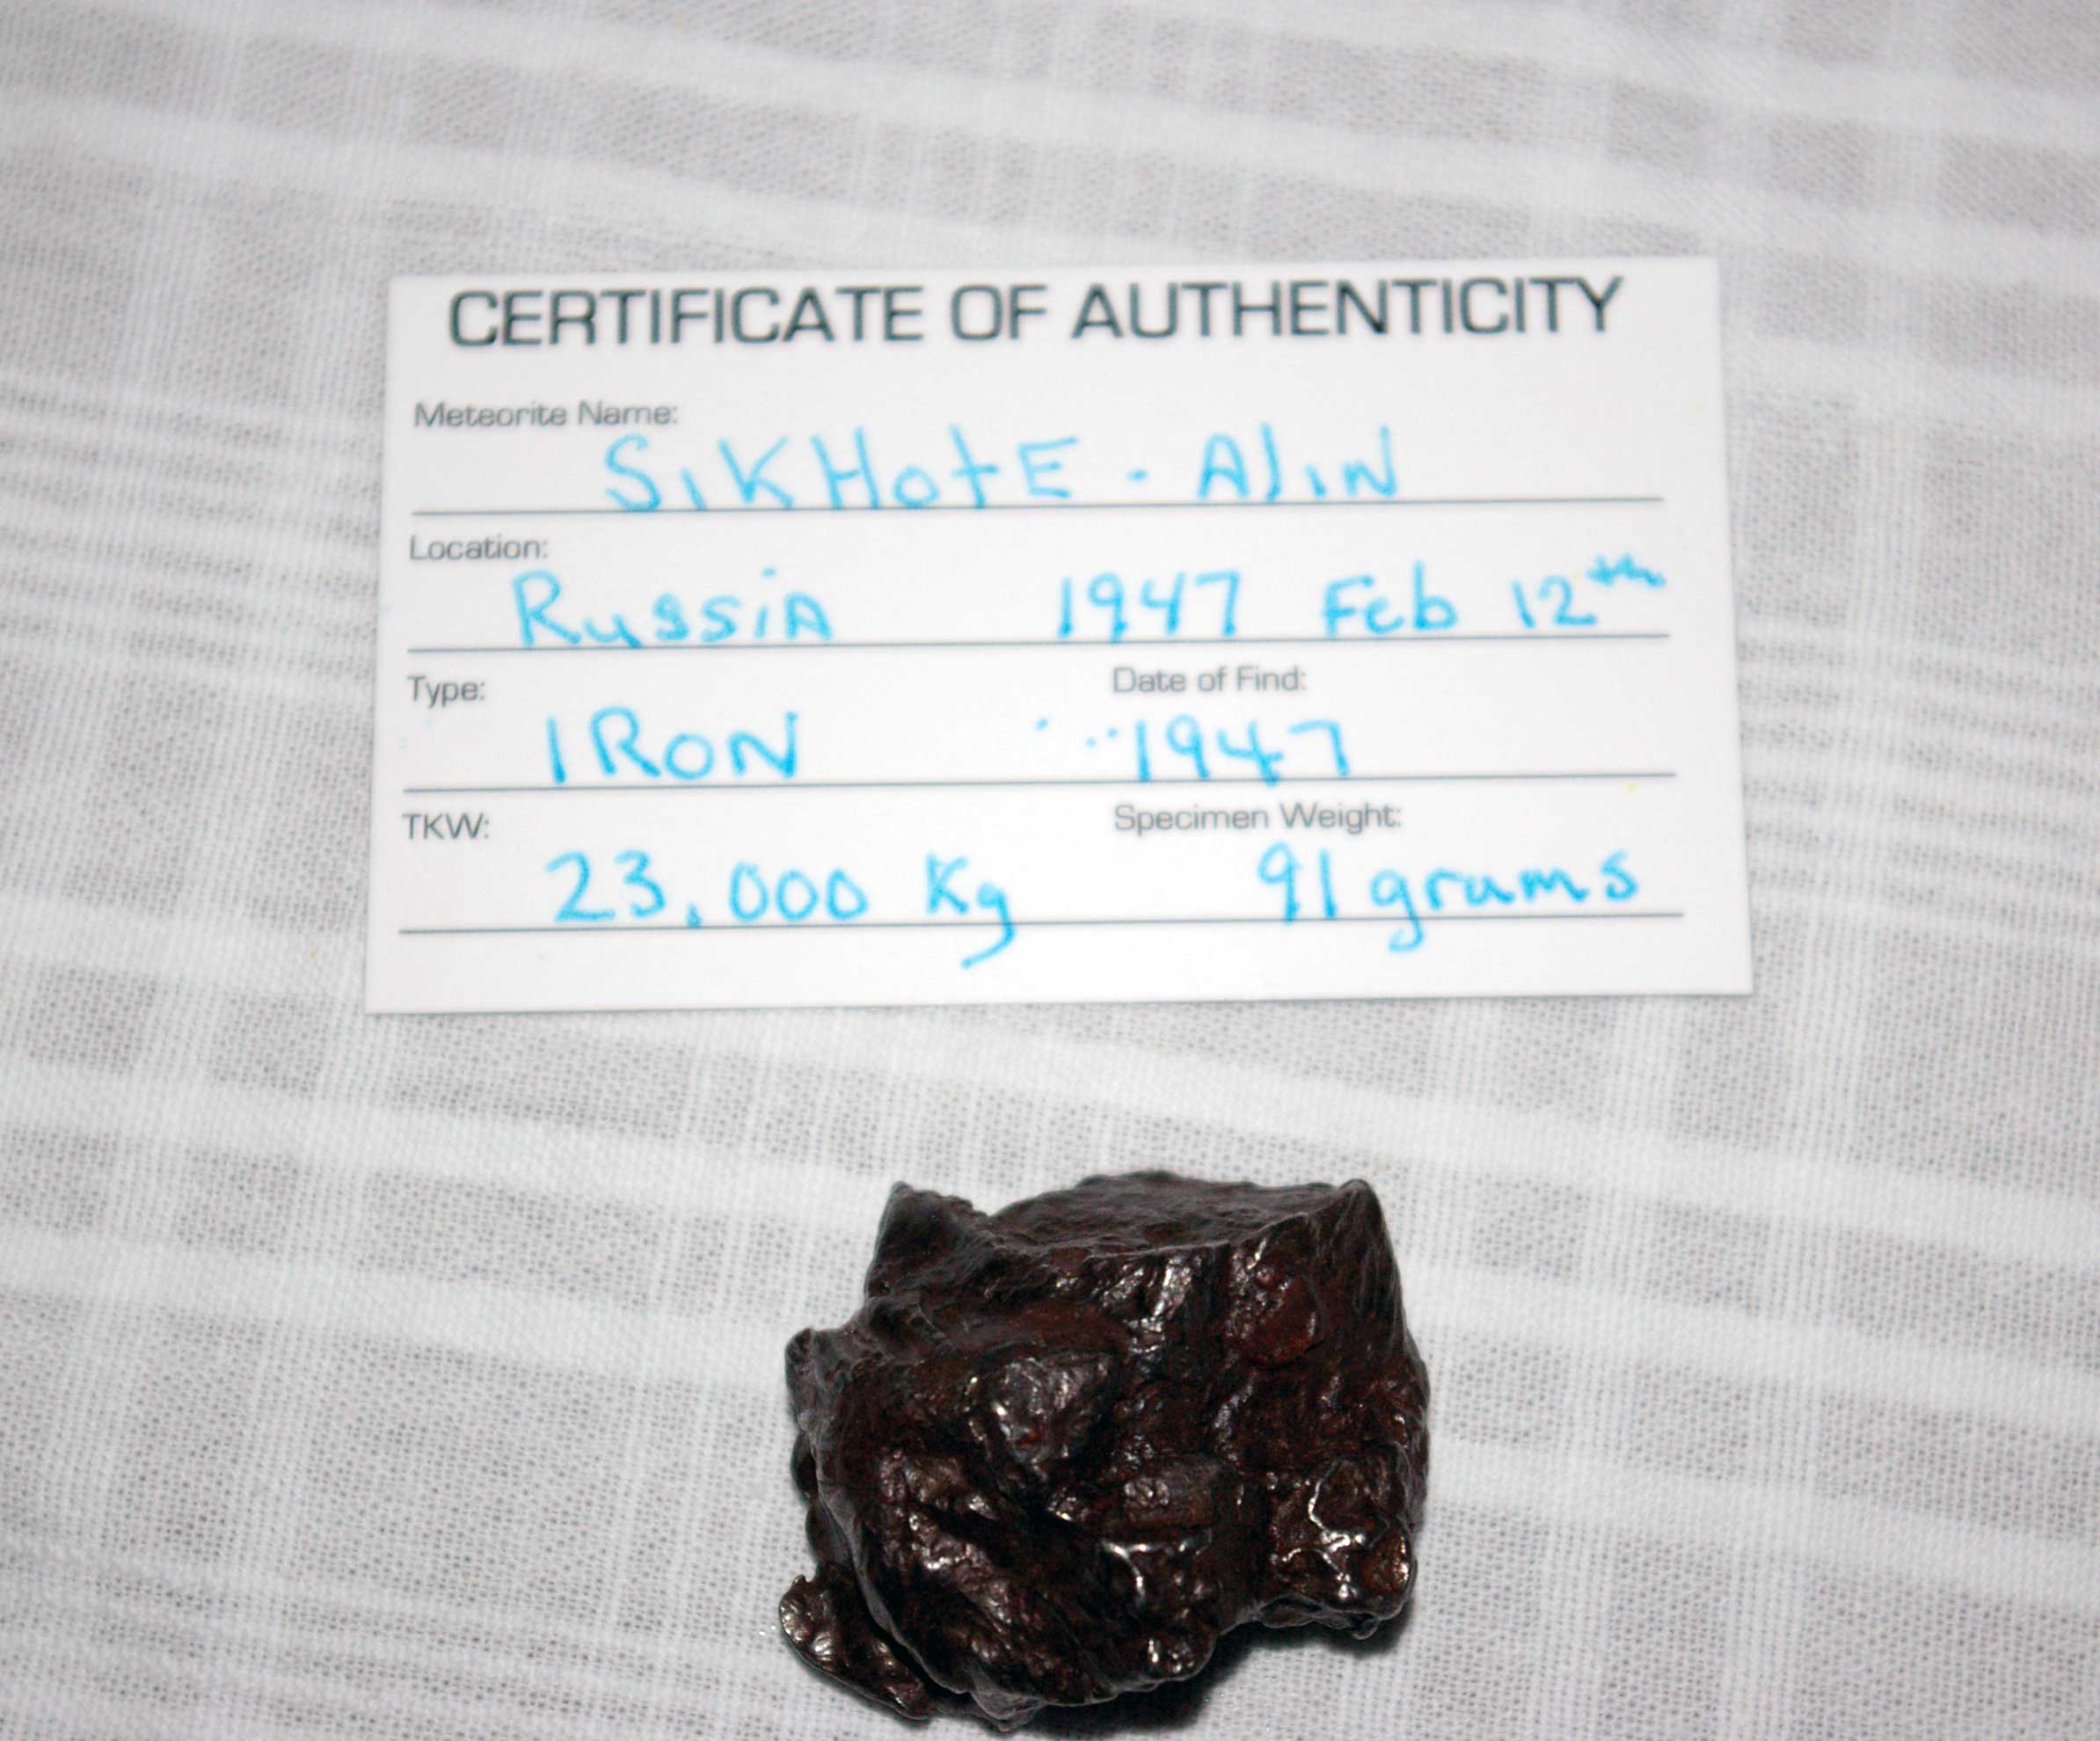 CERTIFICATE OF AUTHENTICITY
Meteorite Name:
SiKHotE - AliN
Location:
RussiA 1947 Feb 12th
Type: Date of Find:
IRON 1947
TKW: Specimen Weight:
23,000 Kg 91 grams